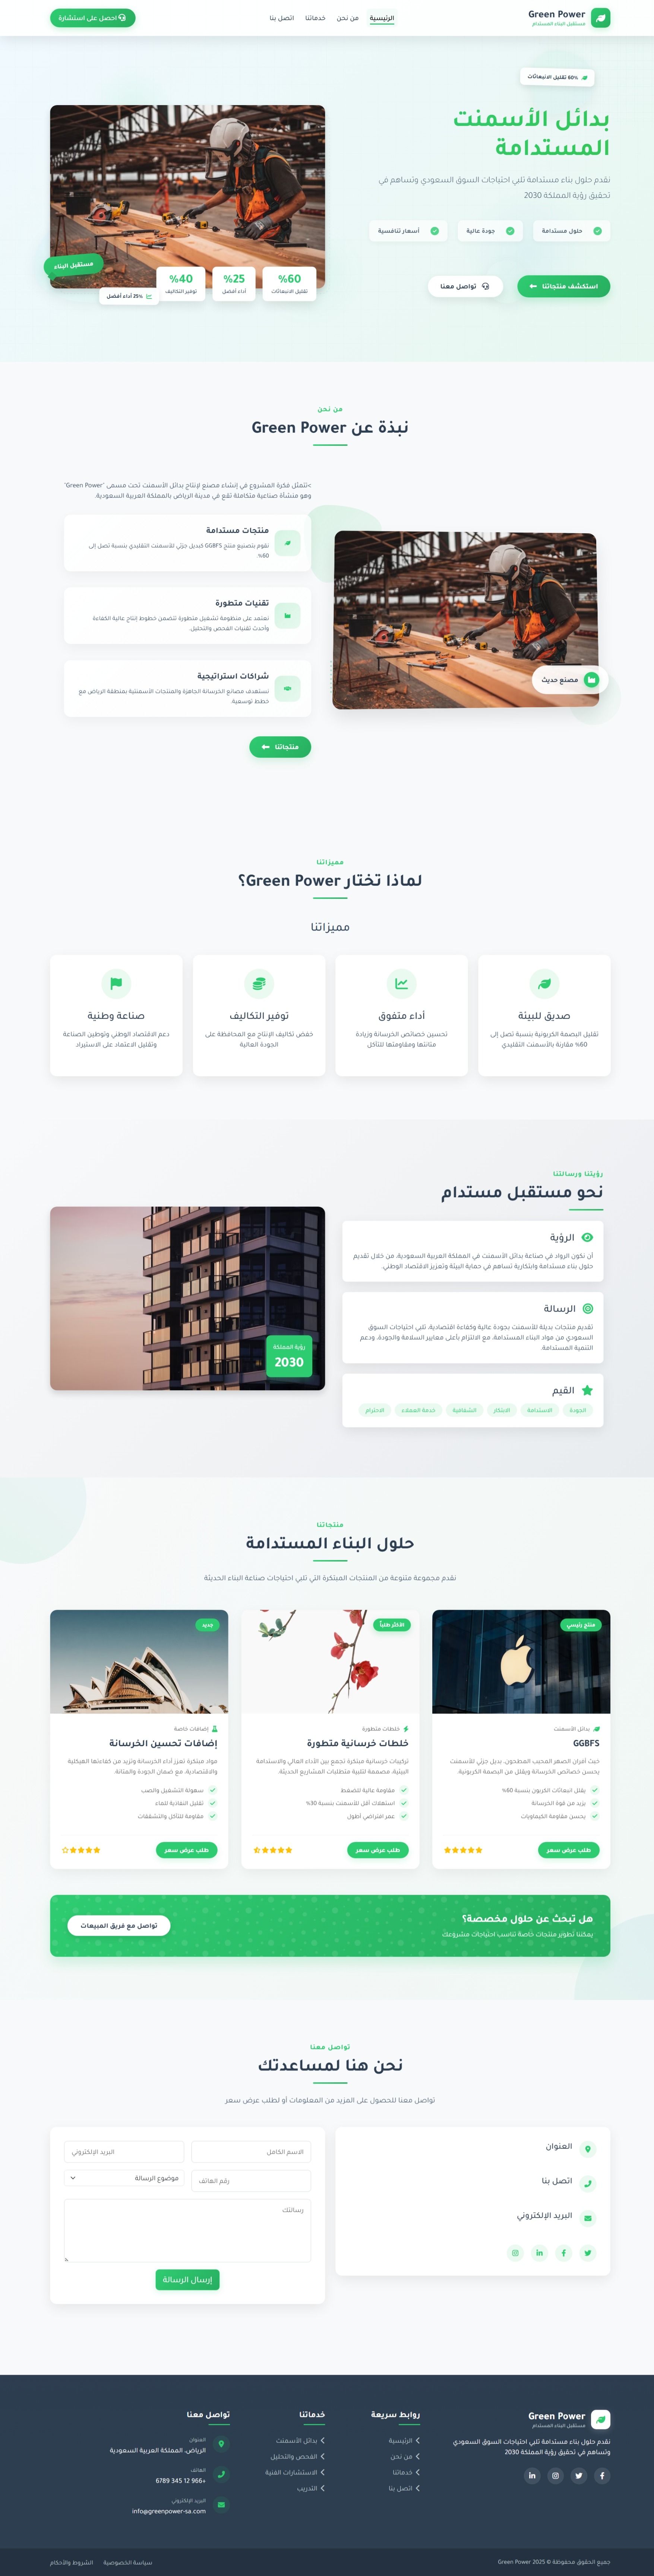 Green Power
مستقبل البناء المستدام
الرئيسية
من نحن
خدماتنا
اتصل بنا
احصل على استشارة
60% تقليل الانبعاثات
بدائل الأسمنت
المستدامة
نقدم حلول بناء مستدامة تلبي احتياجات السوق السعودي وتساهم في
تحقيق رؤية المملكة 2030
حلول مستدامة
جودة عالية
أسعار تنافسية
استكشف منتجاتنا
تواصل معنا
مستقبل البناء
%60
تقليل الانبعاثات
%25
أداء أفضل
%40
توفير التكاليف
25% أداء أفضل
من نحن
نبذة عن Green Power
>تتمثل فكرة المشروع في إنشاء مصنع لإنتاج بدائل الأسمنت تحت مسمى "Green Power"
وهو منشأة صناعية متكاملة تقع في مدينة الرياض بالمملكة العربية السعودية.
منتجات مستدامة
نقوم بتصنيع منتج GGBFS كبديل جزئي للأسمنت التقليدي بنسبة تصل إلى
60%
تقنيات متطورة
نعتمد على منظومة تشغيل متطورة تتضمن خطوط إنتاج عالية الكفاءة
وأحدث تقنيات الفحص والتحليل.
شراكات استراتيجية
نستهدف مصانع الخرسانة الجاهزة والمنتجات الأسمنتية بمنطقة الرياض مع
خطط توسعية.
مصنع حديث
منتجاتنا
مميزاتنا
لماذا تختار Green Power؟
مميزاتنا
صديق للبيئة
تقليل البصمة الكربونية بنسبة تصل إلى
60% مقارنة بالأسمنت التقليدي
أداء متفوق
تحسين خصائص الخرسانة وزيادة
متانتها ومقاومتها للتآكل
توفير التكاليف
خفض تكاليف الإنتاج مع المحافظة على
الجودة العالية
صناعة وطنية
دعم الاقتصاد الوطني وتوطين الصناعة
وتقليل الاعتماد على الاستيراد
رؤيتنا ورسالتنا
نحو مستقبل مستدام
الرؤية
أن نكون الرواد في صناعة بدائل الأسمنت في المملكة العربية السعودية، من خلال تقديم
حلول بناء مستدامة وابتكارية تساهم في حماية البيئة وتعزيز الاقتصاد الوطني.
الرسالة
تقديم منتجات بديلة للأسمنت بجودة عالية وكفاءة اقتصادية، تلبي احتياجات السوق
السعودي من مواد البناء المستدامة، مع الالتزام بأعلى معايير السلامة والجودة، ودعم
التنمية المستدامة.
القيم
الجودة
الاستدامة
الابتكار
الشفافية
خدمة العملاء
الاحترام
رؤية المملكة
2030
منتجاتنا
حلول البناء المستدامة
نقدم مجموعة متنوعة من المنتجات المبتكرة التي تلبي احتياجات صناعة البناء الحديثة
منتج رئيسي
بدائل الأسمنت
GGBFS
خبث أفران الصهر المحبب المطحون، بديل جزئي للأسمنت
يحسن خصائص الخرسانة ويقلل من البصمة الكربونية.
يقلل انبعاثات الكربون بنسبة 60%
يزيد من قوة الخرسانة
يحسن مقاومة الكيماويات
طلب عرض سعر
الأكثر طلباً
خلطات متطورة
خلطات خرسانية متطورة
تركيبات خرسانية مبتكرة تجمع بين الأداء العالي والاستدامة
البيئية، مصممة لتلبية متطلبات المشاريع الحديثة.
مقاومة عالية للضغط
استهلاك أقل للأسمنت بنسبة 30%
عمر افتراضي أطول
طلب عرض سعر
جديد
إضافات خاصة
إضافات تحسين الخرسانة
مواد مبتكرة تعزز أداء الخرسانة وتزيد من كفاءتها الهيكلية
والاقتصادية، مع ضمان الجودة والمتانة.
سهولة التشغيل والصب
تقليل النفاذية للماء
مقاومة للتآكل والتشققات
طلب عرض سعر
هل تبحث عن حلول مخصصة؟
يمكننا تطوير منتجات خاصة تناسب احتياجات مشروعك
تواصل مع فريق المبيعات
تواصل معنا
نحن هنا لمساعدتك
تواصل معنا للحصول على المزيد من المعلومات أو لطلب عرض سعر
العنوان
اتصل بنا
البريد الإلكتروني
الاسم الكامل
البريد الإلكتروني
رقم الهاتف
موضوع الرسالة
رسالتك
إرسال الرسالة
Green Power
مستقبل البناء المستدام
نقدم حلول بناء مستدامة تلبي احتياجات السوق السعودي
وتساهم في تحقيق رؤية المملكة 2030
روابط سريعة
الرئيسية
من نحن
خدماتنا
اتصل بنا
خدماتنا
بدائل الأسمنت
الفحص والتحليل
الاستشارات الفنية
التدريب
تواصل معنا
العنوان
الرياض، المملكة العربية السعودية
الهاتف
+966 12 345 6789
البريد الإلكتروني
info@greenpower-sa.com
جميع الحقوق محفوظة © 2025 Green Power
سياسة الخصوصية
الشروط والأحكام